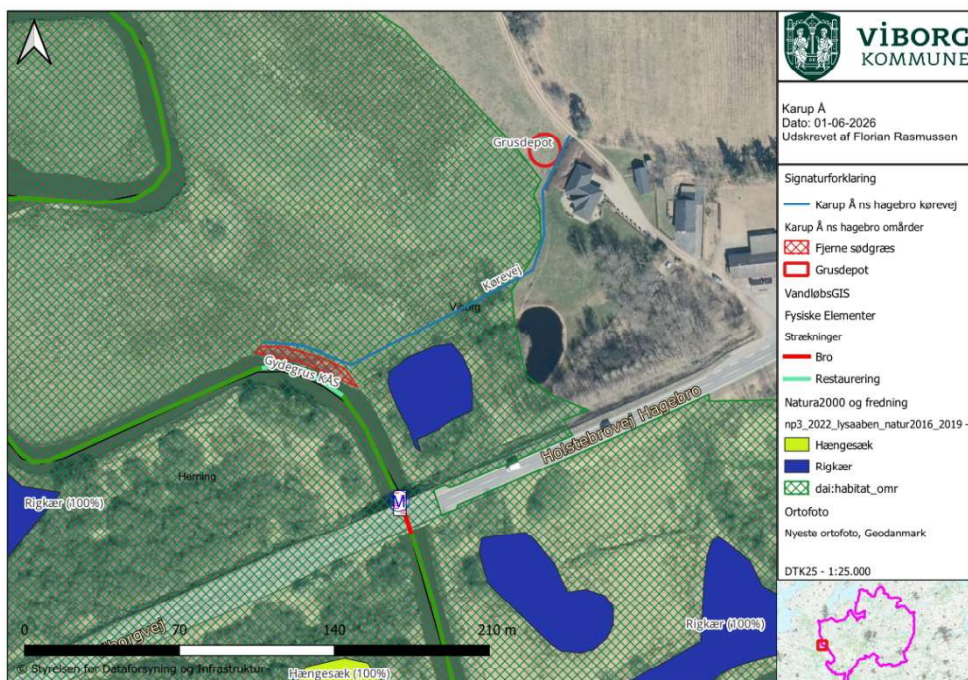 Grusdepot
Kørevej
Viborg
Gydegrus KÅS
Holstebrovej Hagebro
Herning
Rigkær (100%)
M
Rigkær (100%)
0 70 140 210 m
© Styrelsen for Dataforsyning og Infrastruktur
Hængesæk (100%)
VIBORG
KOMMUNE
Karup Å
Dato: 01-06-2026
Udskrevet af Florian Rasmussen
Signaturforklaring
Karup Å ns hagebro kørevej
Karup Å ns hagebro omårder
Fjerne sødgræs
Grusdepot
VandløbsGIS
Fysiske Elementer
Strækninger
Bro
Restaurering
Natura2000 og fredning
np3_2022_lysaaben_natur2016_2019 -
Hængesæk
Rigkær
dai:habitat_omr
Ortofoto
Nyeste ortofoto, Geodanmark
DTK25 - 1:25.000